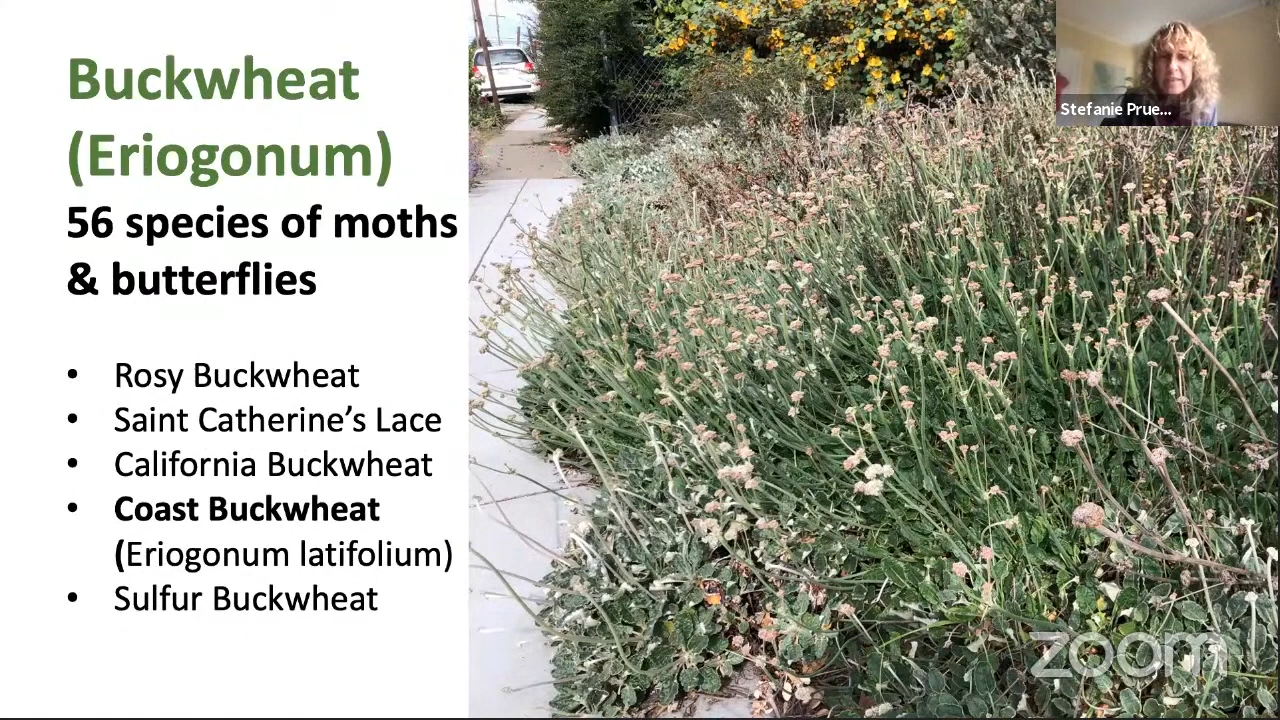 Buckwheat
(Eriogonum)
56 species of moths
& butterflies
• Rosy Buckwheat
• Saint Catherine’s Lace
• California Buckwheat
• Coast Buckwheat
(Eriogonum latifolium)
• Sulfur Buckwheat
Stefanie Prue...
zoom